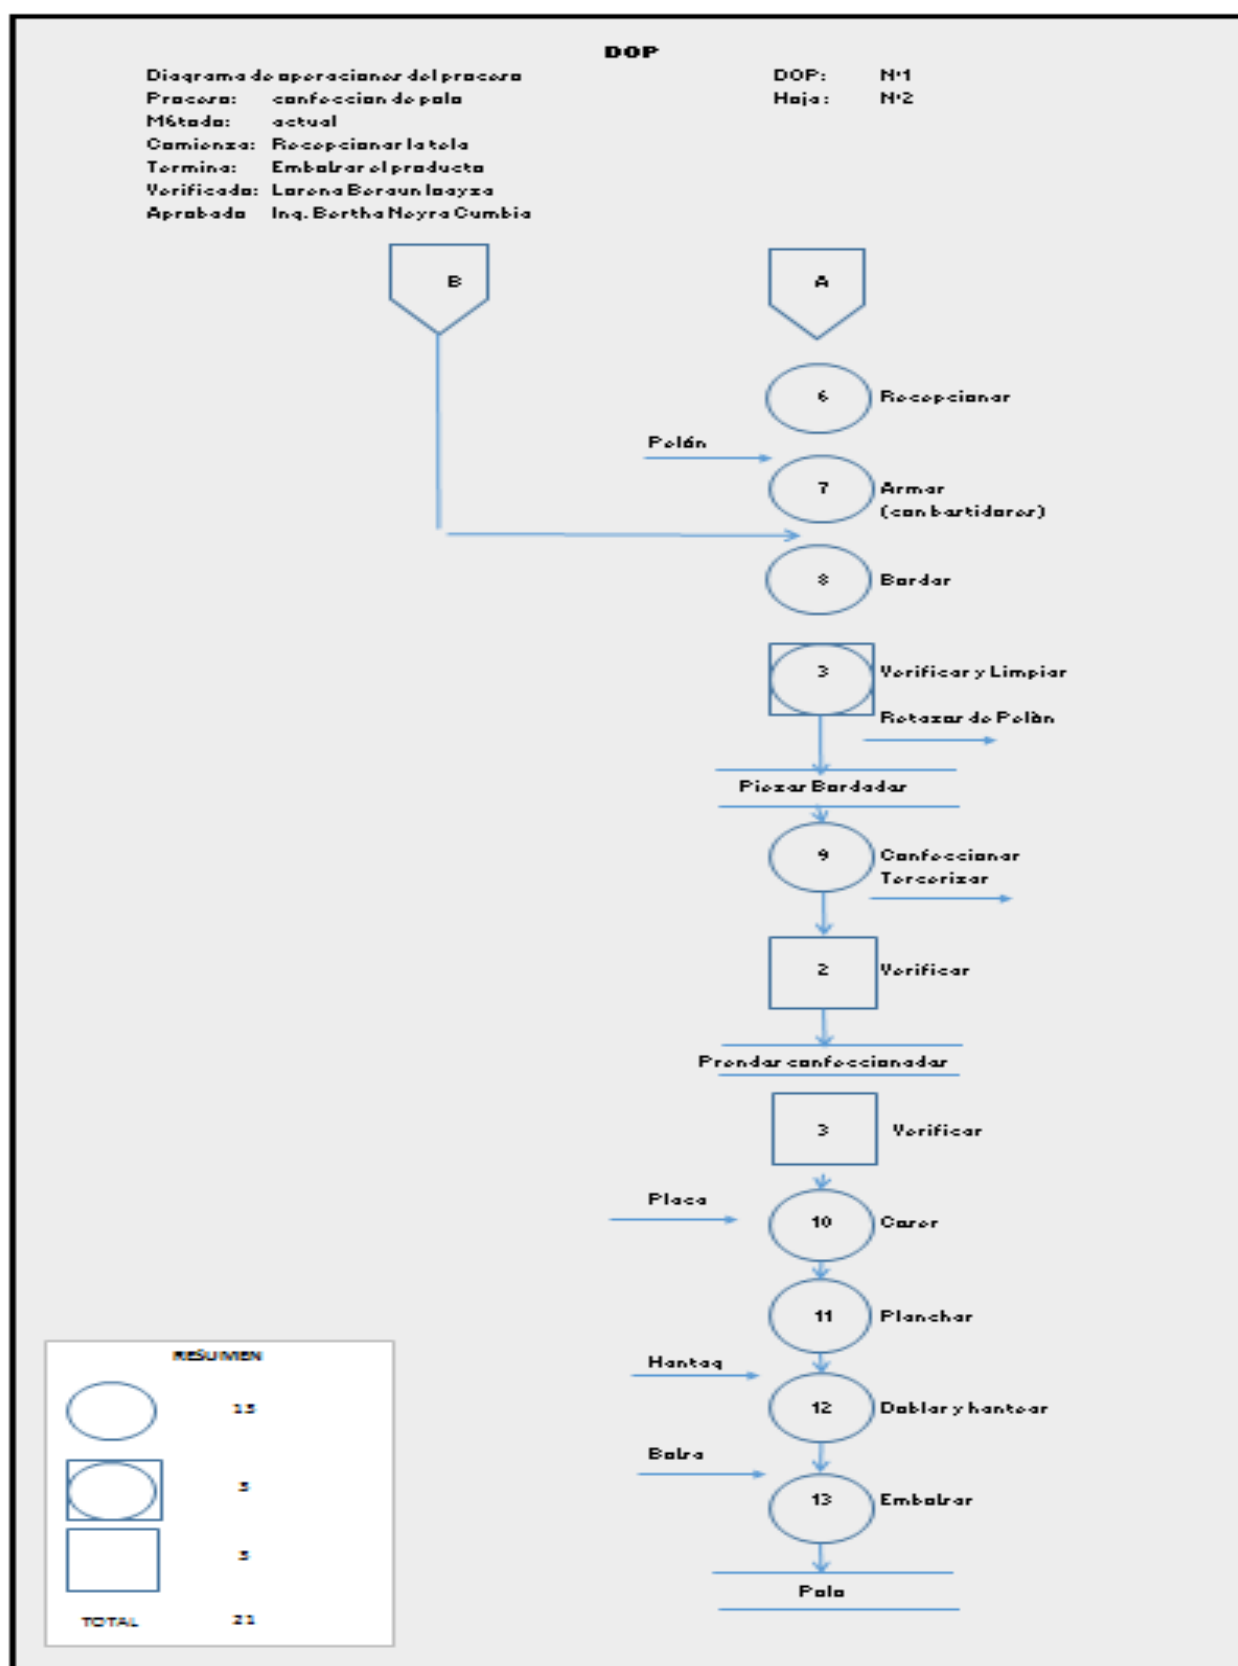 DOP
Diagrama de operaciones del proceso
DOP: N°1
Proceso: confeccion de polo
Hoja: N°2
Método: actual
Comienza: Recepcionar la tela
Termina: Embolsar el producto
Verificado: Lorena Beraun loayza
Aprobado Ing. Bertha Neyra Cumbia
B
A
6 Recepcionar
Pelón
7 Armar
(con bastidores)
8 Bordar
3 Verificar y Limpiar
Retazos de Pelòn
Piezas Bordadas
9 Confeccionar
Tercerizar
2 Verificar
Prendas confeccionadas
3 Verificar
Placa
10 Coser
11 Planchar
Hantag
12 Doblar y hantear
Bolsa
13 Embolsar
Polo
RESUMEN
TOTAL 21